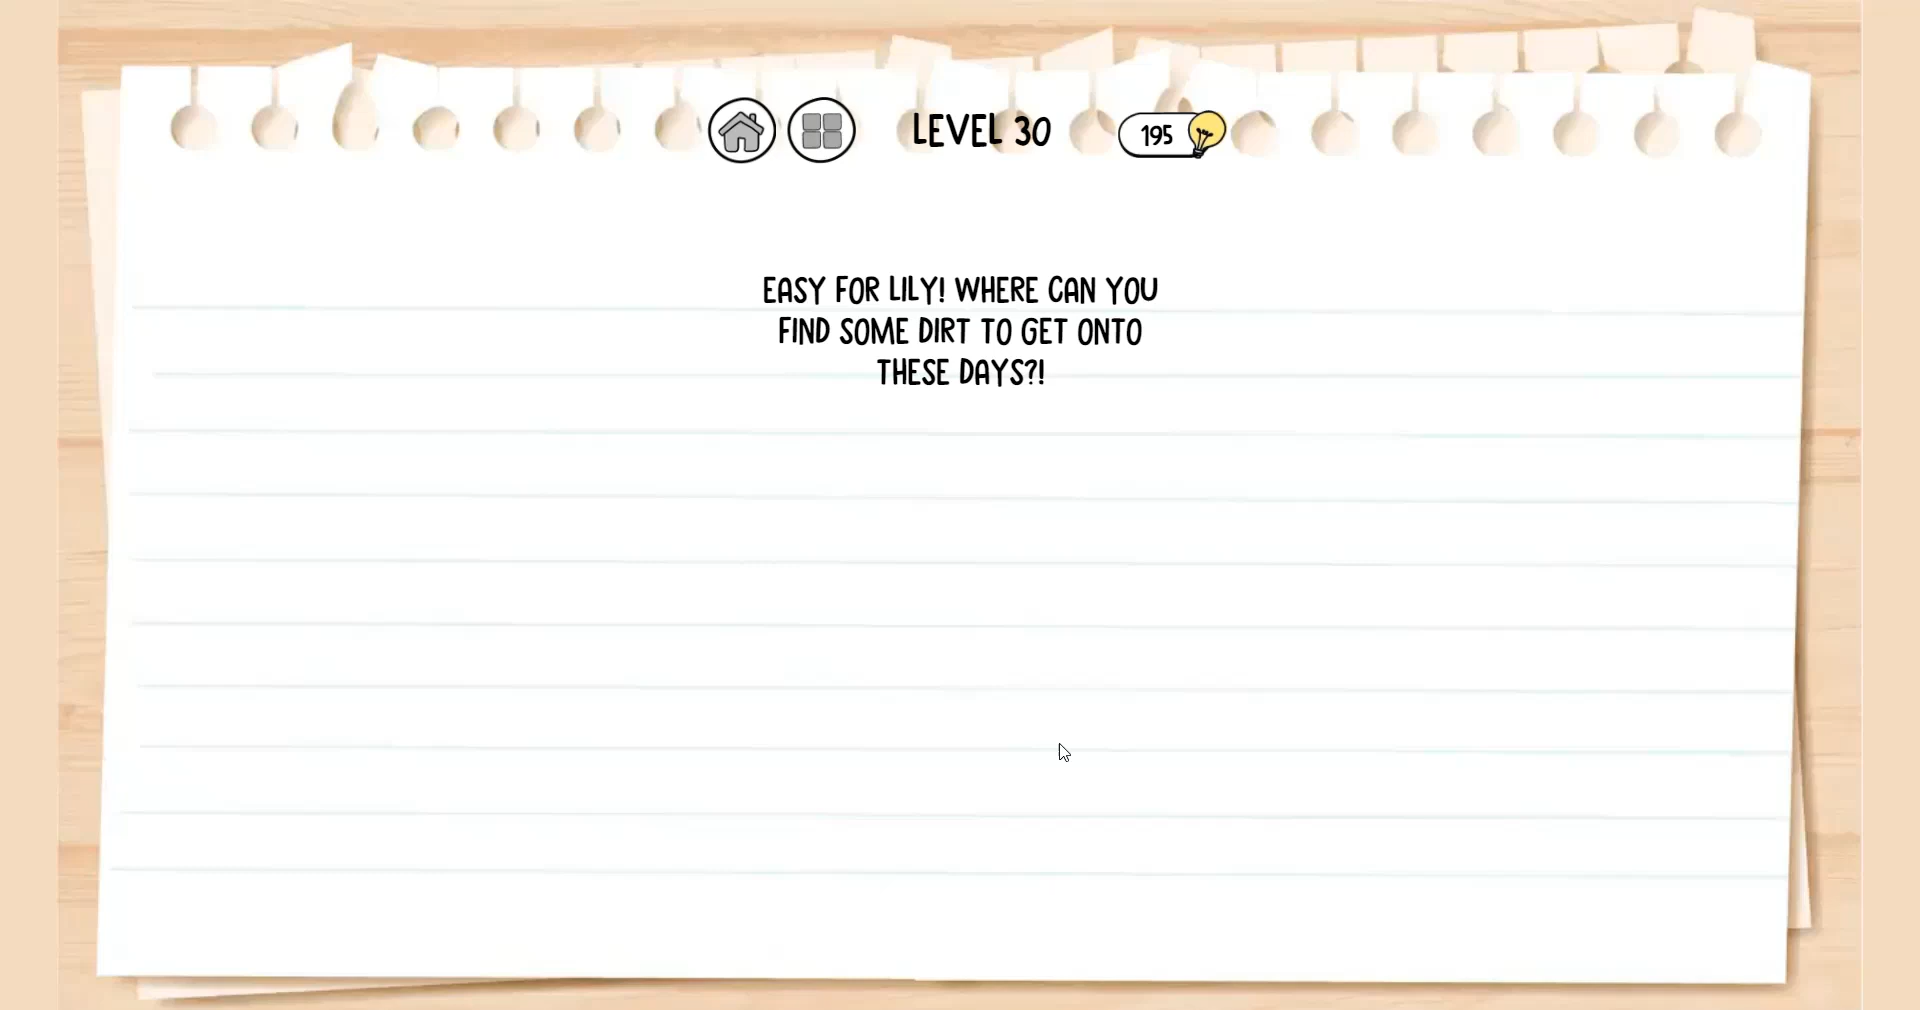 LEVEL 30
195
EASY FOR LILY! WHERE CAN YOU
FIND SOME DIRT TO GET ONTO
THESE DAYS?!